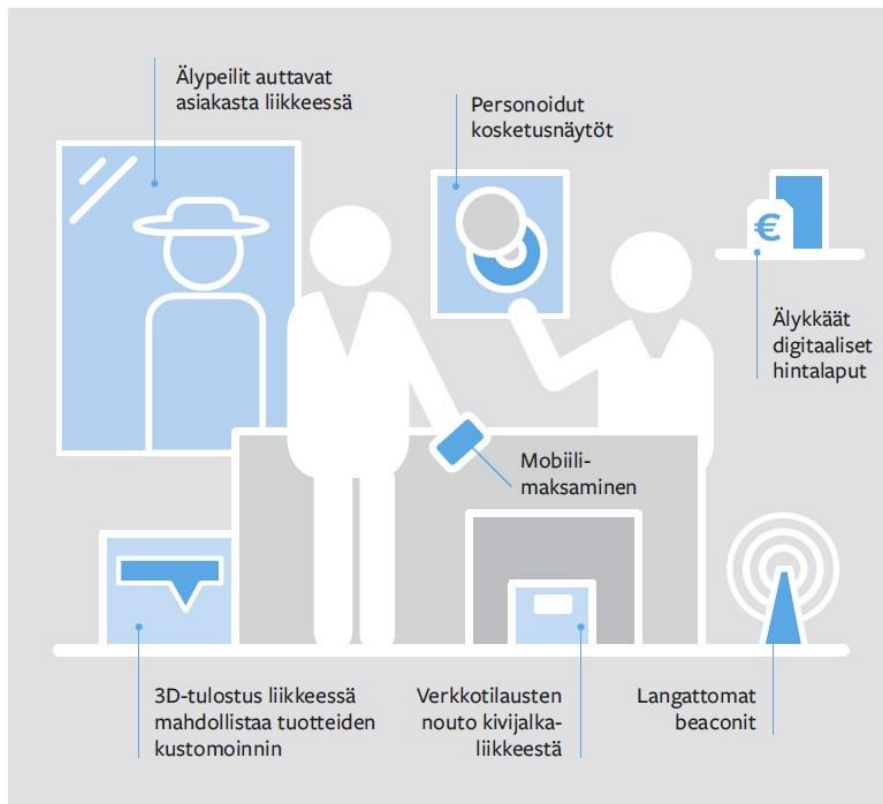 Älypeilit auttavat
asiakasta liikkeessä
Personoidut
kosketusnäytöt
€
Älykkäät
digitaaliset
hintalaput
Mobiili-
maksaminen
3D-tulostus liikkeessä
mahdollistaa tuotteiden
kustomoinnin
Verkkotilausten
nouto kivijalka-
liikkeestä
Langattomat
beaconit